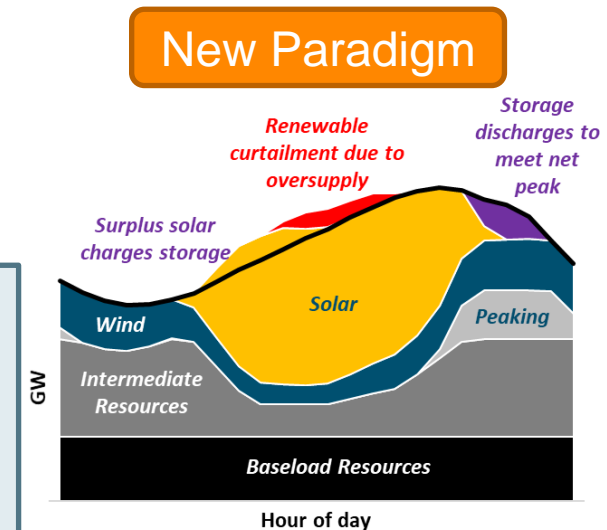 New Paradigm
Storage
discharges to
meet net
peak
Renewable
curtailment due to
oversupply
Surplus solar
charges storage
Wind
Solar
Peaking
Intermediate
Resources
GW
Baseload Resources
Hour of day